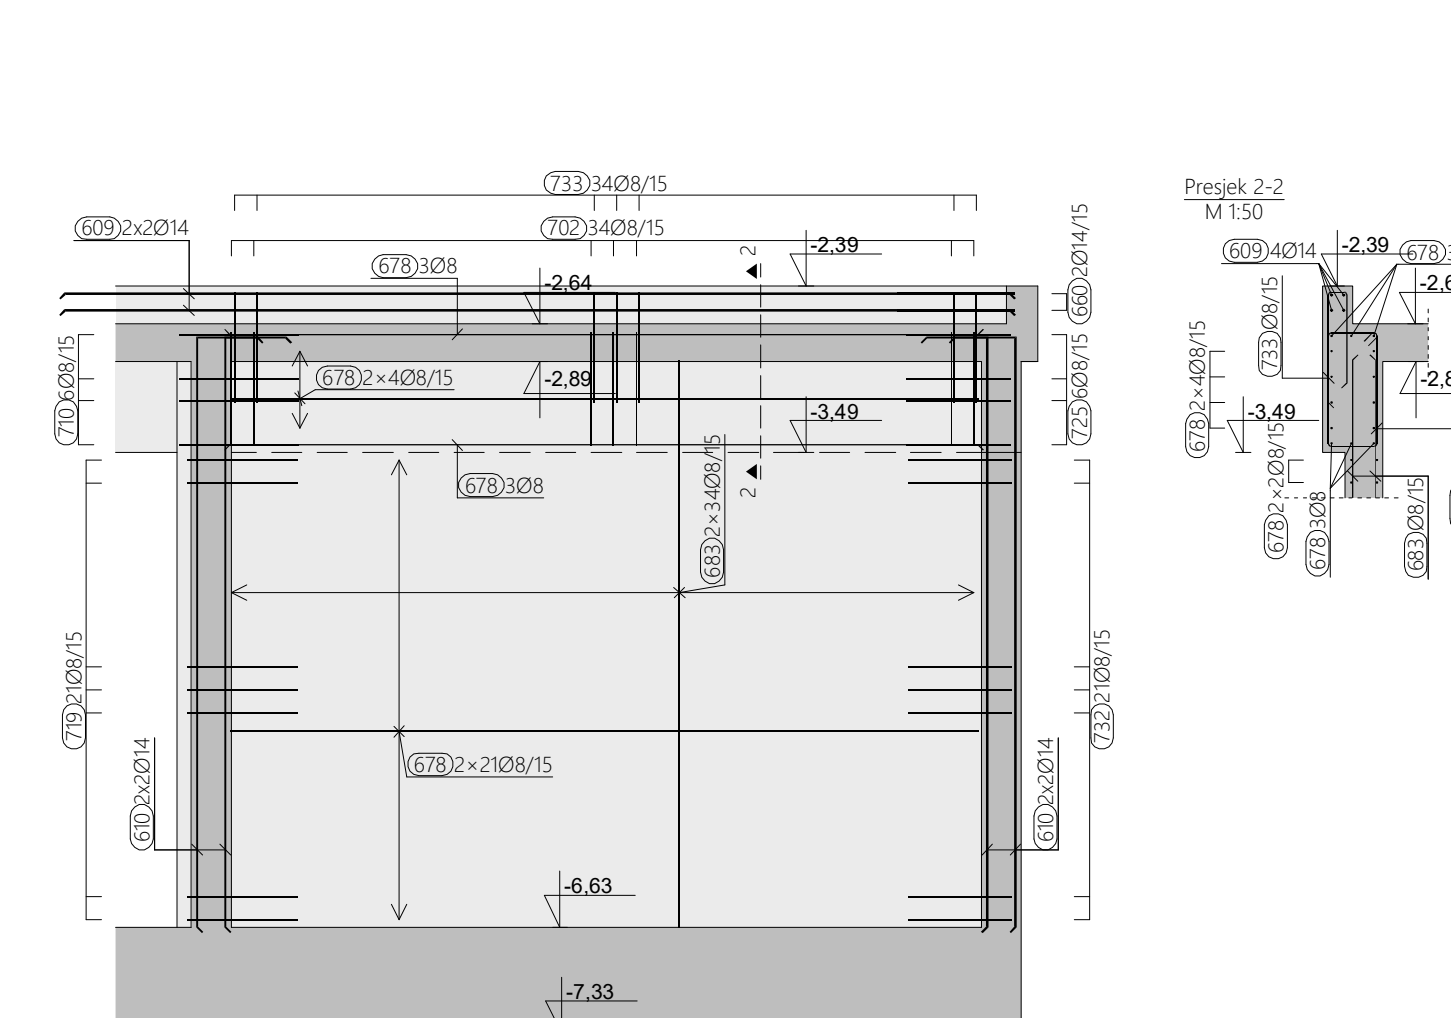 733 34Ø8/15
Presjek 2-2
M 1:50
609 2x2Ø14
702 34Ø8/15
2
-2,39
678 3Ø8
-2,64
660 2Ø14/15
609 4Ø14
-2,39
678
710 6Ø8/15
678 2×4Ø8/15
-2,89
-3,49
725 6Ø8/15
733 Ø8/15
678 2×4Ø8/15
-3,49
678 3Ø8
2
683 2×34Ø8/15
678 2×2Ø8/15
678 3Ø8
683 Ø8/15
719 21Ø8/15
732 21Ø8/15
678 2×21Ø8/15
610 2x2Ø14
610 2x2Ø14
-6,63
-7,33